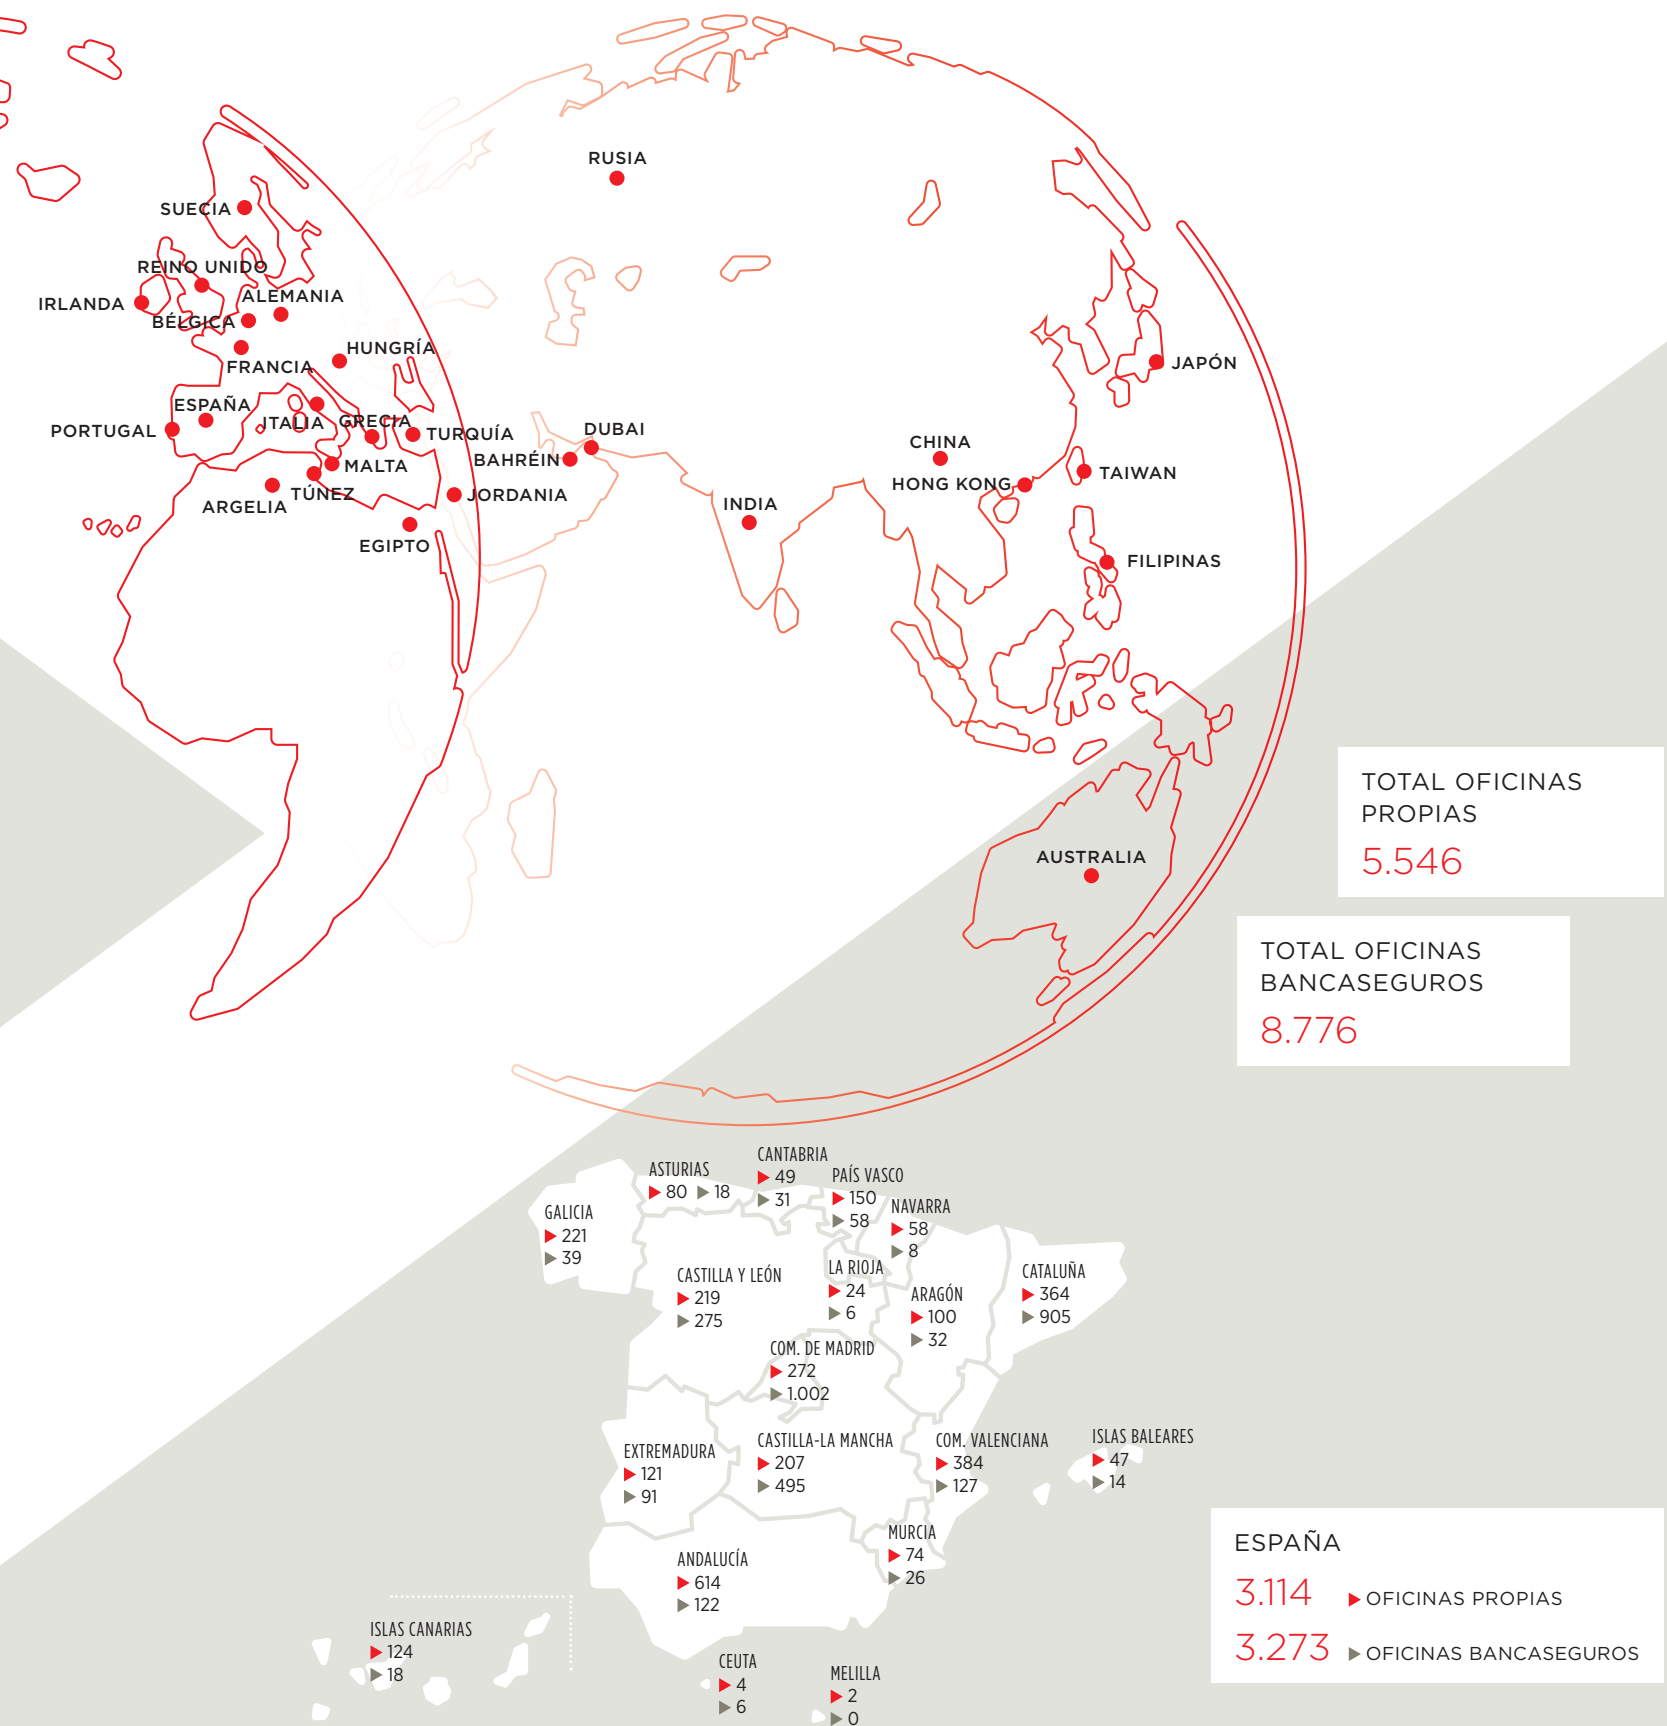 RUSIA
SUECIA
REINO UNIDO
IRLANDA
ALEMANIA
BÉLGICA
HUNGRÍA
FRANCIA
JAPÓN
ESPAÑA
ITALIA
GRECIA
PORTUGAL
TURQUÍA
DUBAI
BAHRÉIN
CHINA
MALTA
TAIWAN
HONG KONG
TÚNEZ
JORDANIA
ARGELIA
INDIA
EGIPTO
FILIPINAS
AUSTRALIA
TOTAL OFICINAS
PROPIAS
5.546
TOTAL OFICINAS
BANCASEGUROS
8.776
CANTABRIA
49
31
ASTURIAS
80 18
PAÍS VASCO
150
58
NAVARRA
58
8
GALICIA
221
39
CASTILLA Y LEÓN
219
275
LA RIOJA
24
6
ARAGÓN
100
32
CATALUÑA
364
905
COM. DE MADRID
272
1.002
EXTREMADURA
121
91
CASTILLA-LA MANCHA
207
495
COM. VALENCIANA
384
127
ISLAS BALEARES
47
14
MURCIA
74
26
ANDALUCÍA
614
122
ISLAS CANARIAS
124
18
CEUTA
4
6
MELILLA
2
0
ESPAÑA
3.114 OFICINAS PROPIAS
3.273 OFICINAS BANCASEGUROS